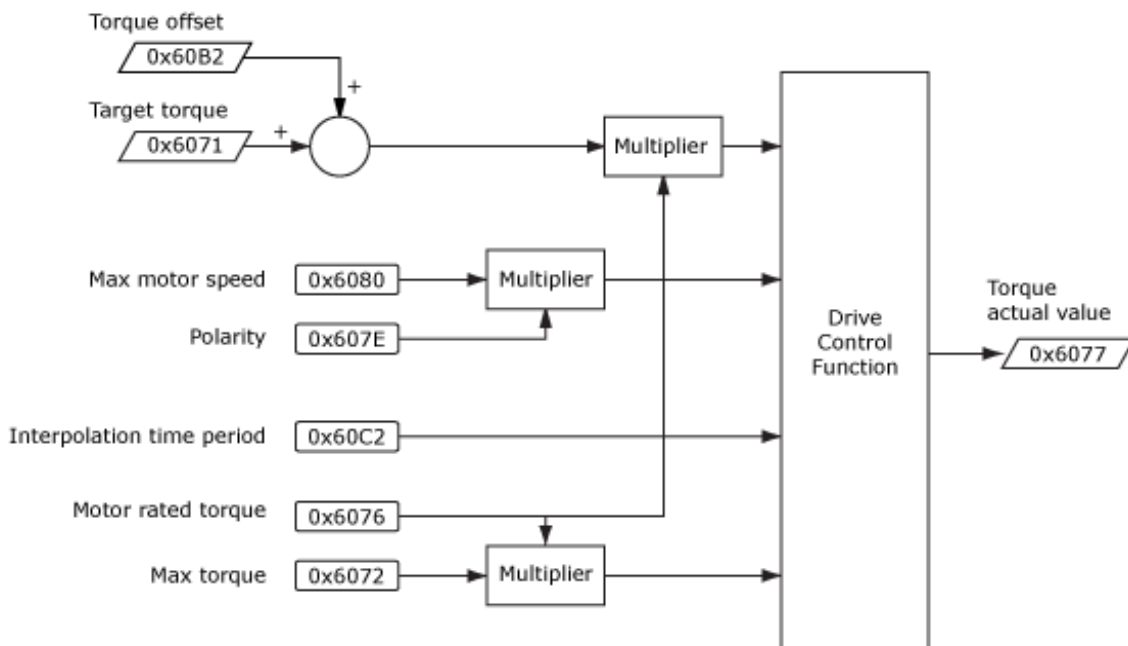 Torque offset
0x60B2
+
Target torque
+
0x6071
Multiplier
Max motor speed
0x6080
Multiplier
Polarity
0x607E
Drive
Control
Function
Torque
actual value
0x6077
Interpolation time period
0x60C2
Motor rated torque
0x6076
Max torque
0x6072
Multiplier